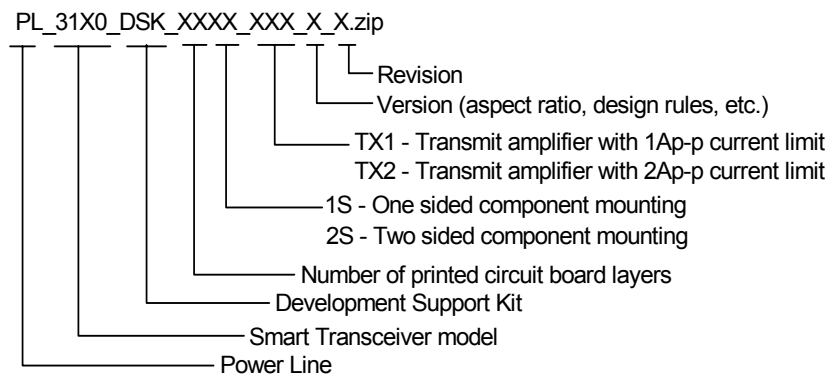 PL_31X0_DSK_XXXX_XXX_X_X.zip
Revision
Version (aspect ratio, design rules, etc.)
TX1 - Transmit amplifier with 1Ap-p current limit
TX2 - Transmit amplifier with 2Ap-p current limit
1S - One sided component mounting
2S - Two sided component mounting
Number of printed circuit board layers
Development Support Kit
Smart Transceiver model
Power Line